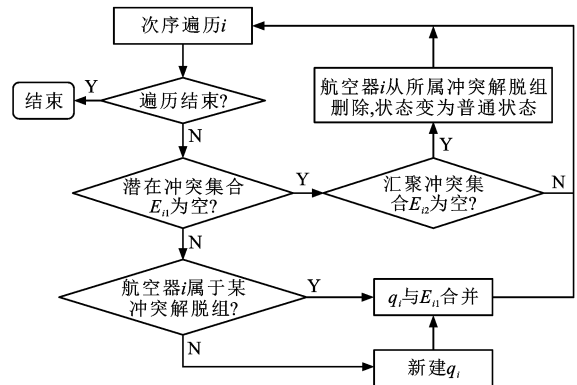 次序遍历i
遍历结束?
Y
结束
N
潜在冲突集合
E_{i1}为空?
Y
汇聚冲突集
合E_{i2}为空?
Y
N
航空器i从所属冲突解脱组
删除,状态变为普通状态
N
航空器i属于某
冲突解脱组?
Y
q_i与E_{i1}合并
N
新建q_i